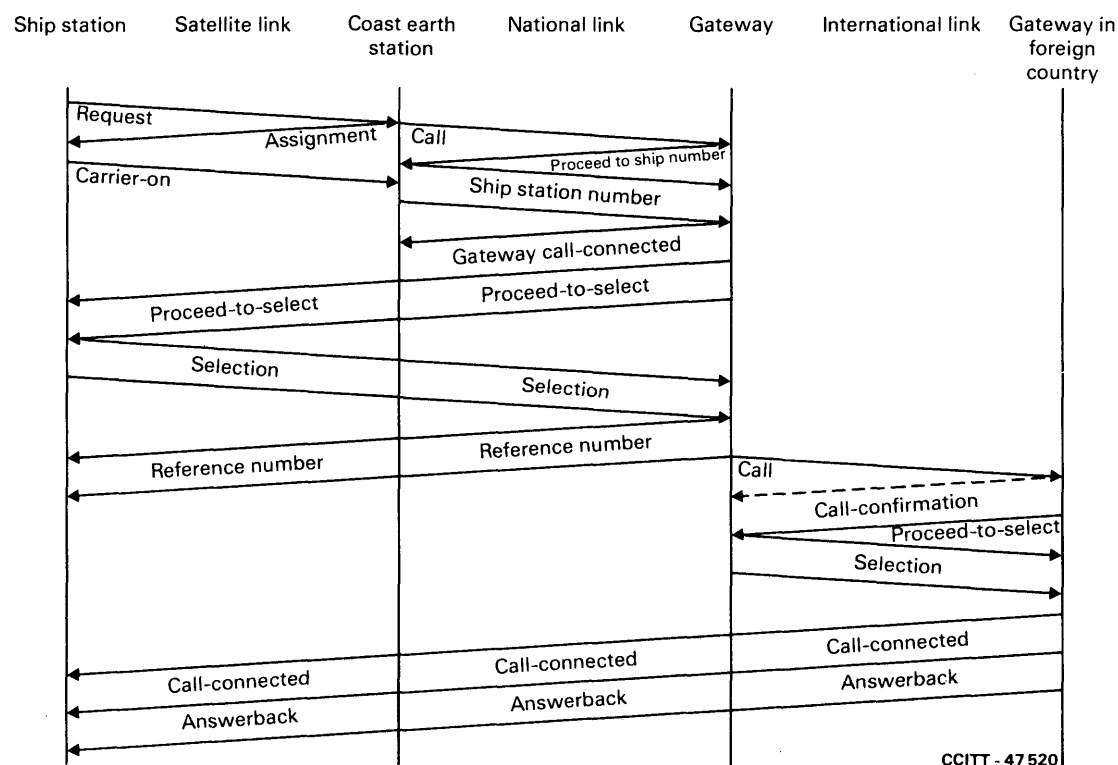 Ship station
Satellite link
Coast earth
station
National link
Gateway
International link
Gateway in
foreign
country
Request
Assignment
Call
Proceed to ship number
Carrier-on
Ship station number
Gateway call-connected
Proceed-to-select
Proceed-to-select
Selection
Selection
Reference number
Reference number
Call
Call-confirmation
Proceed-to-select
Selection
Call-connected
Call-connected
Call-connected
Answerback
Answerback
Answerback
CCITT - 47 520